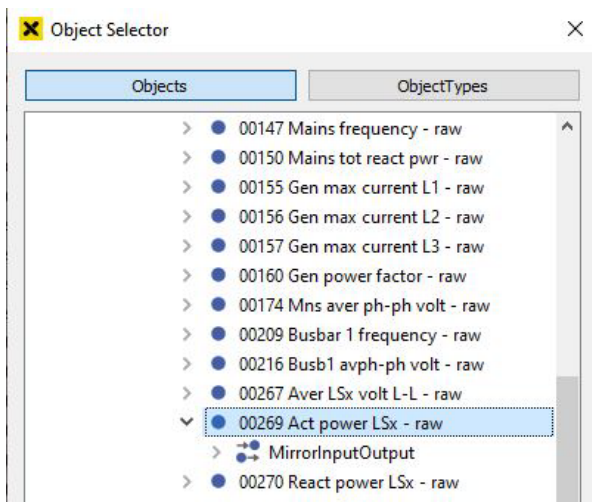 Object Selector
Objects ObjectTypes
00147 Mains frequency - raw
00150 Mains tot react pwr - raw
00155 Gen max current L1 - raw
00156 Gen max current L2 - raw
00157 Gen max current L3 - raw
00160 Gen power factor - raw
00174 Mns aver ph-ph volt - raw
00209 Busbar 1 frequency - raw
00216 Busb1 avph-ph volt - raw
00267 Aver LSx volt L-L - raw
00269 Act power LSx - raw
MirrorInputOutput
00270 React power LSx - raw